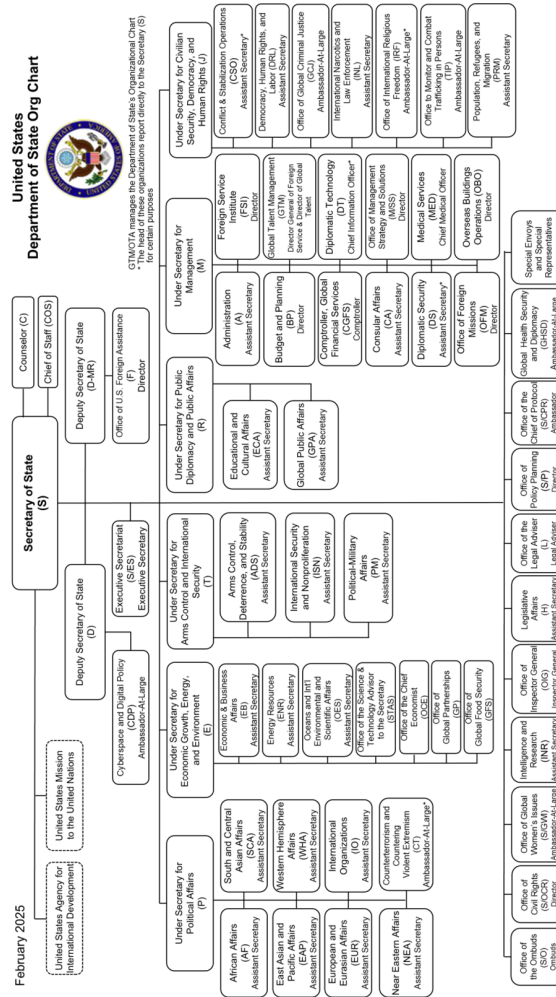 February 2025
United States
Department of State Org Chart
GTM/OTA manages the Department of State's Organizational Chart
*The head of these organizations report directly to the Secretary (S)
for certain purposes
Secretary of State
(S)
Counselor (C)
Chief of Staff (COS)
United States Agency for
International Development
United States Mission
to the United Nations
Deputy Secretary of State
(D)
Deputy Secretary of State
(D-MR)
Cyberspace and Digital Policy
(CDP)
Ambassador-At-Large
Executive Secretariat
(S/ES)
Executive Secretary
Office of U.S. Foreign Assistance
(F)
Director
Under Secretary for
Political Affairs
(P)
African Affairs
(AF)
Assistant Secretary
South and Central
Asian Affairs
(SCA)
Assistant Secretary
East Asian and
Pacific Affairs
(EAP)
Assistant Secretary
Western Hemisphere
Affairs
(WHA)
Assistant Secretary
European and
Eurasian Affairs
(EUR)
Assistant Secretary
International
Organizations
(IO)
Assistant Secretary
Near Eastern Affairs
(NEA)
Assistant Secretary
Counterterrorism and
Countering
Violent Extremism
(CT)
Ambassador-At-Large*
Under Secretary for
Economic Growth, Energy,
and Environment
(E)
Economic & Business
Affairs
(EB)
Assistant Secretary
Energy Resources
(ENR)
Assistant Secretary
Oceans and Int'l
Environmental and
Scientific Affairs
(OES)
Assistant Secretary
Office of the Science &
Technology Advisor
to the Secretary
(STAS)
Office of the Chief
Economist
(OCE)
Office of
Global Partnerships
(GP)
Office of
Global Food Security
(GFS)
Under Secretary for
Arms Control and International
Security
(T)
Arms Control,
Deterrence, and Stability
(ADS)
Assistant Secretary
International Security
and Nonproliferation
(ISN)
Assistant Secretary
Political-Military
Affairs
(PM)
Assistant Secretary
Under Secretary for Public
Diplomacy and Public Affairs
(R)
Educational and
Cultural Affairs
(ECA)
Assistant Secretary
Global Public Affairs
(GPA)
Assistant Secretary
Under Secretary for
Management
(M)
Administration
(A)
Assistant Secretary
Foreign Service
Institute
(FSI)
Director
Budget and Planning
(BP)
Director
Global Talent Management
(GTM)
Director General of Foreign
Service & Director of Global
Talent
Comptroller, Global
Financial Services
(CGFS)
Comptroller
Diplomatic Technology
(DT)
Chief Information Officer*
Consular Affairs
(CA)
Assistant Secretary
Office of Management
Strategy and Solutions
(M/SS)
Director
Diplomatic Security
(DS)
Assistant Secretary*
Medical Services
(MED)
Chief Medical Officer
Office of Foreign
Missions
(OFM)
Director
Overseas Buildings
Operations (OBO)
Director
Under Secretary for Civilian
Security, Democracy, and
Human Rights (J)
Conflict & Stabilization Operations
(CSO)
Assistant Secretary*
Democracy, Human Rights, and
Labor (DRL)
Assistant Secretary
Office of Global Criminal Justice
(GCJ)
Ambassador-At-Large
International Narcotics and
Law Enforcement
(INL)
Assistant Secretary
Office of International Religious
Freedom (IRF)
Ambassador-At-Large*
Office to Monitor and Combat
Trafficking in Persons
(TIP)
Ambassador-At-Large
Population, Refugees, and
Migration
(PRM)
Assistant Secretary
Office of
the Ombuds
(S/O)
Ombuds
Office of
Civil Rights
(S/OCR)
Director
Office of Global
Women's Issues
(S/GWI)
Ambassador-At-Large
Intelligence and
Research
(INR)
Assistant Secretary
Office of
Inspector General
(OIG)
Inspector General
Legislative
Affairs
(H)
Assistant Secretary
Office of
the Legal Adviser
(L)
Legal Adviser
Office of
Policy Planning
(S/P)
Director
Office of the
Chief of Protocol
(S/CPR)
Ambassador
Global Health Security
and Diplomacy
(GHSD)
Ambassador-At-Large
Special Envoys
and Special
Representatives